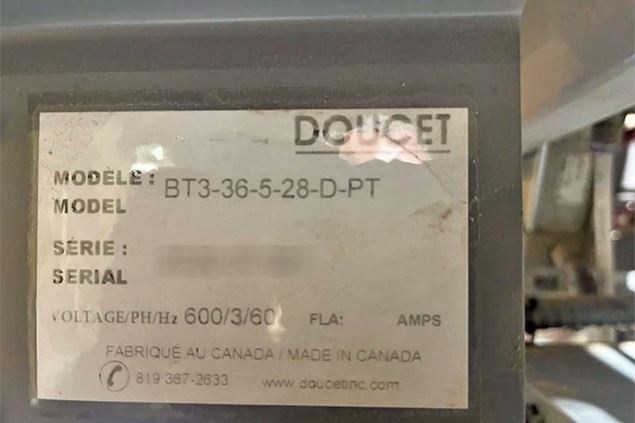 DOUCET
MODÈLE : BT3-36-5-28-D-PT
MODEL
SÉRIE :
SERIAL
VOLTAGE/PH/Hz 600/3/60 FLA: AMPS
FABRIQUÉ AU CANADA / MADE IN CANADA
819 367-2633 www.doucetinc.com